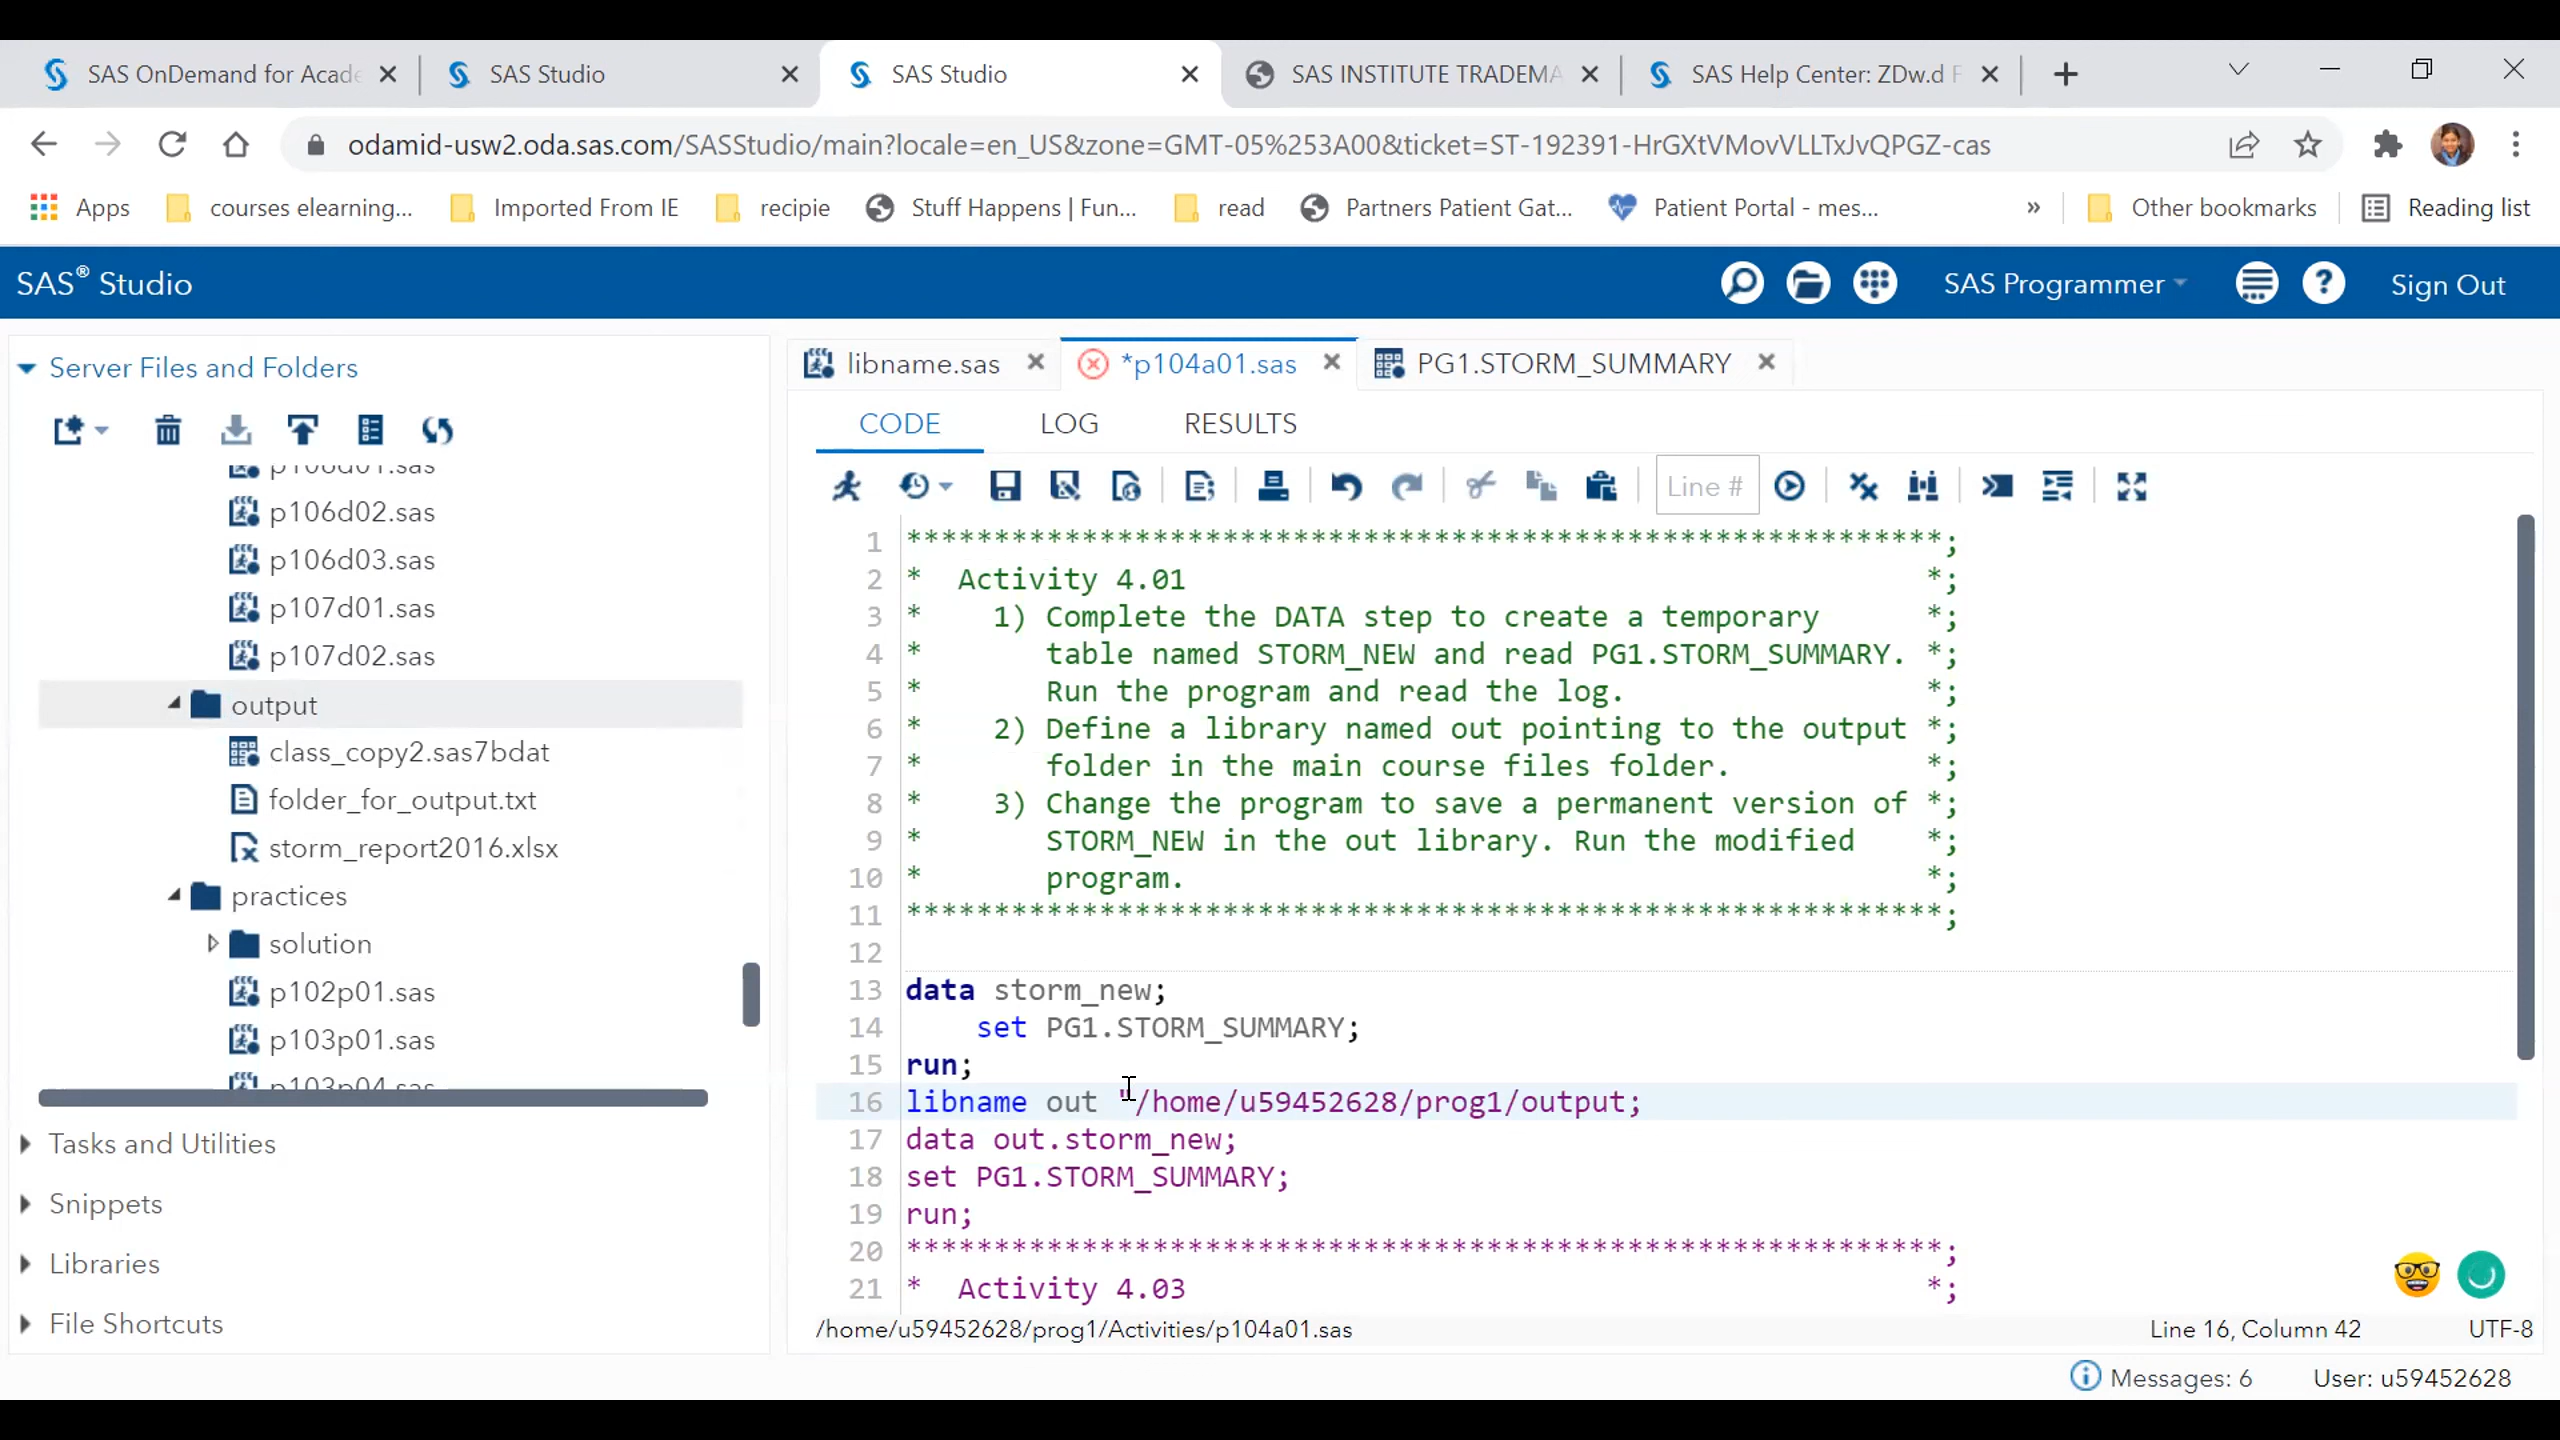 SAS OnDemand for Acade
SAS Studio
SAS Studio
SAS INSTITUTE TRADEMA
SAS Help Center: ZDw.d F
odamid-usw2.oda.sas.com/SASStudio/main?locale=en_US&zone=GMT-05%253A00&ticket=ST-192391-HrGXtVMovVLLTxJvQPGZ-cas
Apps
courses elearning...
Imported From IE
recipie
Stuff Happens | Fun...
read
Partners Patient Gat...
Patient Portal - mes...
»
Other bookmarks
Reading list
SAS® Studio
SAS Programmer
Sign Out
Server Files and Folders
p106d01.sas
p106d02.sas
p106d03.sas
p107d01.sas
p107d02.sas
output
class_copy2.sas7bdat
folder_for_output.txt
storm_report2016.xlsx
practices
solution
p102p01.sas
p103p01.sas
p103p04.sas
Tasks and Utilities
Snippets
Libraries
File Shortcuts
libname.sas
*p104a01.sas
PG1.STORM_SUMMARY
CODE
LOG
RESULTS
Line #
1 ***********************************************************;
2 *  Activity 4.01                                          *;
3 *    1) Complete the DATA step to create a temporary      *;
4 *       table named STORM_NEW and read PG1.STORM_SUMMARY. *;
5 *       Run the program and read the log.                 *;
6 *    2) Define a library named out pointing to the output *;
7 *       folder in the main course files folder.           *;
8 *    3) Change the program to save a permanent version of *;
9 *       STORM_NEW in the out library. Run the modified    *;
10 *       program.                                          *;
11 ***********************************************************;
12
13 data storm_new;
14     set PG1.STORM_SUMMARY;
15 run;
16 libname out "/home/u59452628/prog1/output;
17 data out.storm_new;
18 set PG1.STORM_SUMMARY;
19 run;
20 ***********************************************************;
21 *  Activity 4.03                                          *;
/home/u59452628/prog1/Activities/p104a01.sas
Line 16, Column 42
UTF-8
Messages: 6
User: u59452628